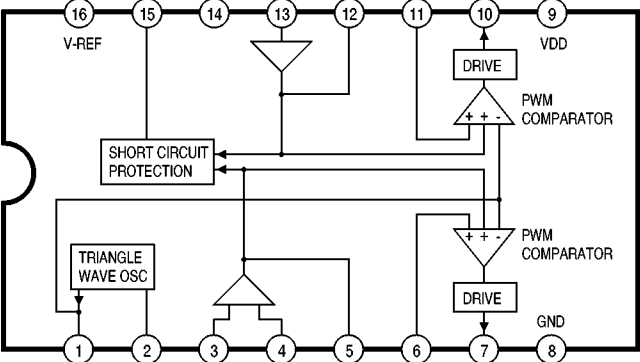 16 15 14 13 12 11 10 9
V-REF
VDD
DRIVE
PWM
COMPARATOR
+ + -
SHORT CIRCUIT
PROTECTION
+ + -
PWM
COMPARATOR
TRIANGLE
WAVE OSC
DRIVE
GND
1 2 3 4 5 6 7 8